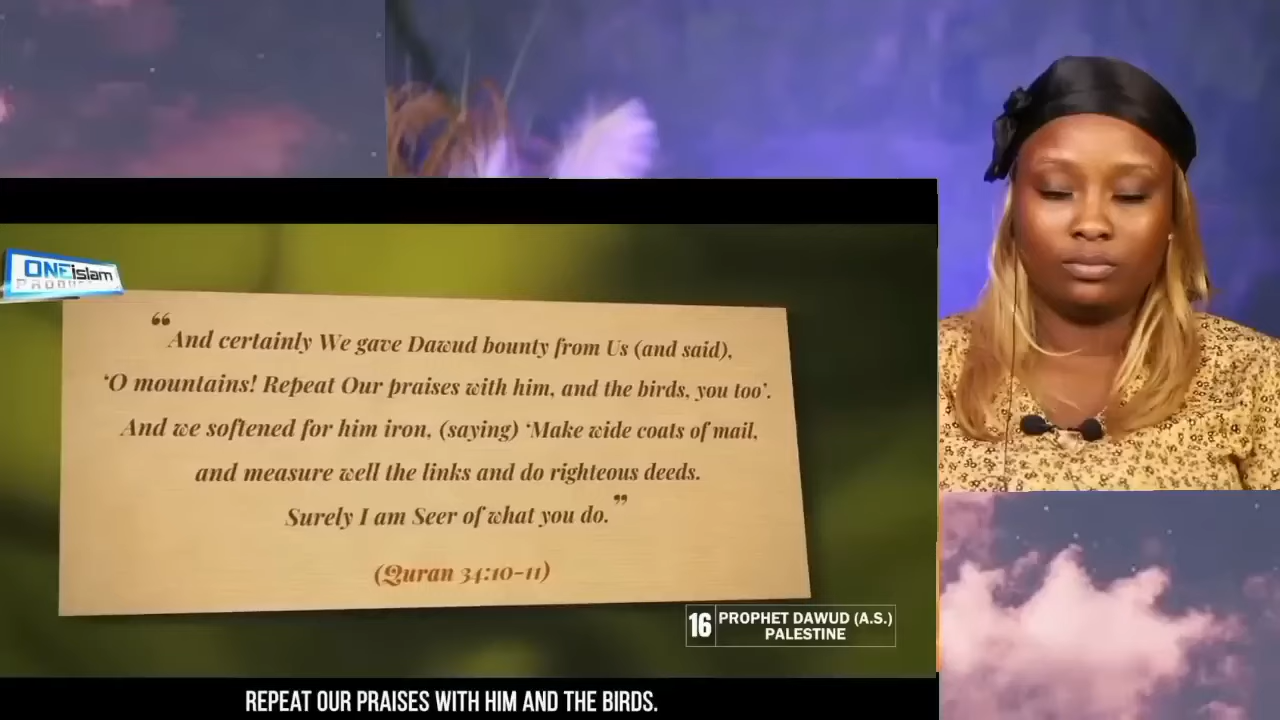 ONEislam
PRODUCT
“And certainly We gave Dawud bounty from Us (and said),
‘O mountains! Repeat Our praises with him, and the birds, you too’.
And we softened for him iron, (saying) ‘Make wide coats of mail,
and measure well the links and do righteous deeds.
Surely I am Seer of what you do.”
(Quran 34:10-11)
16
PROPHET DAWUD (A.S.)
PALESTINE
REPEAT OUR PRAISES WITH HIM AND THE BIRDS.